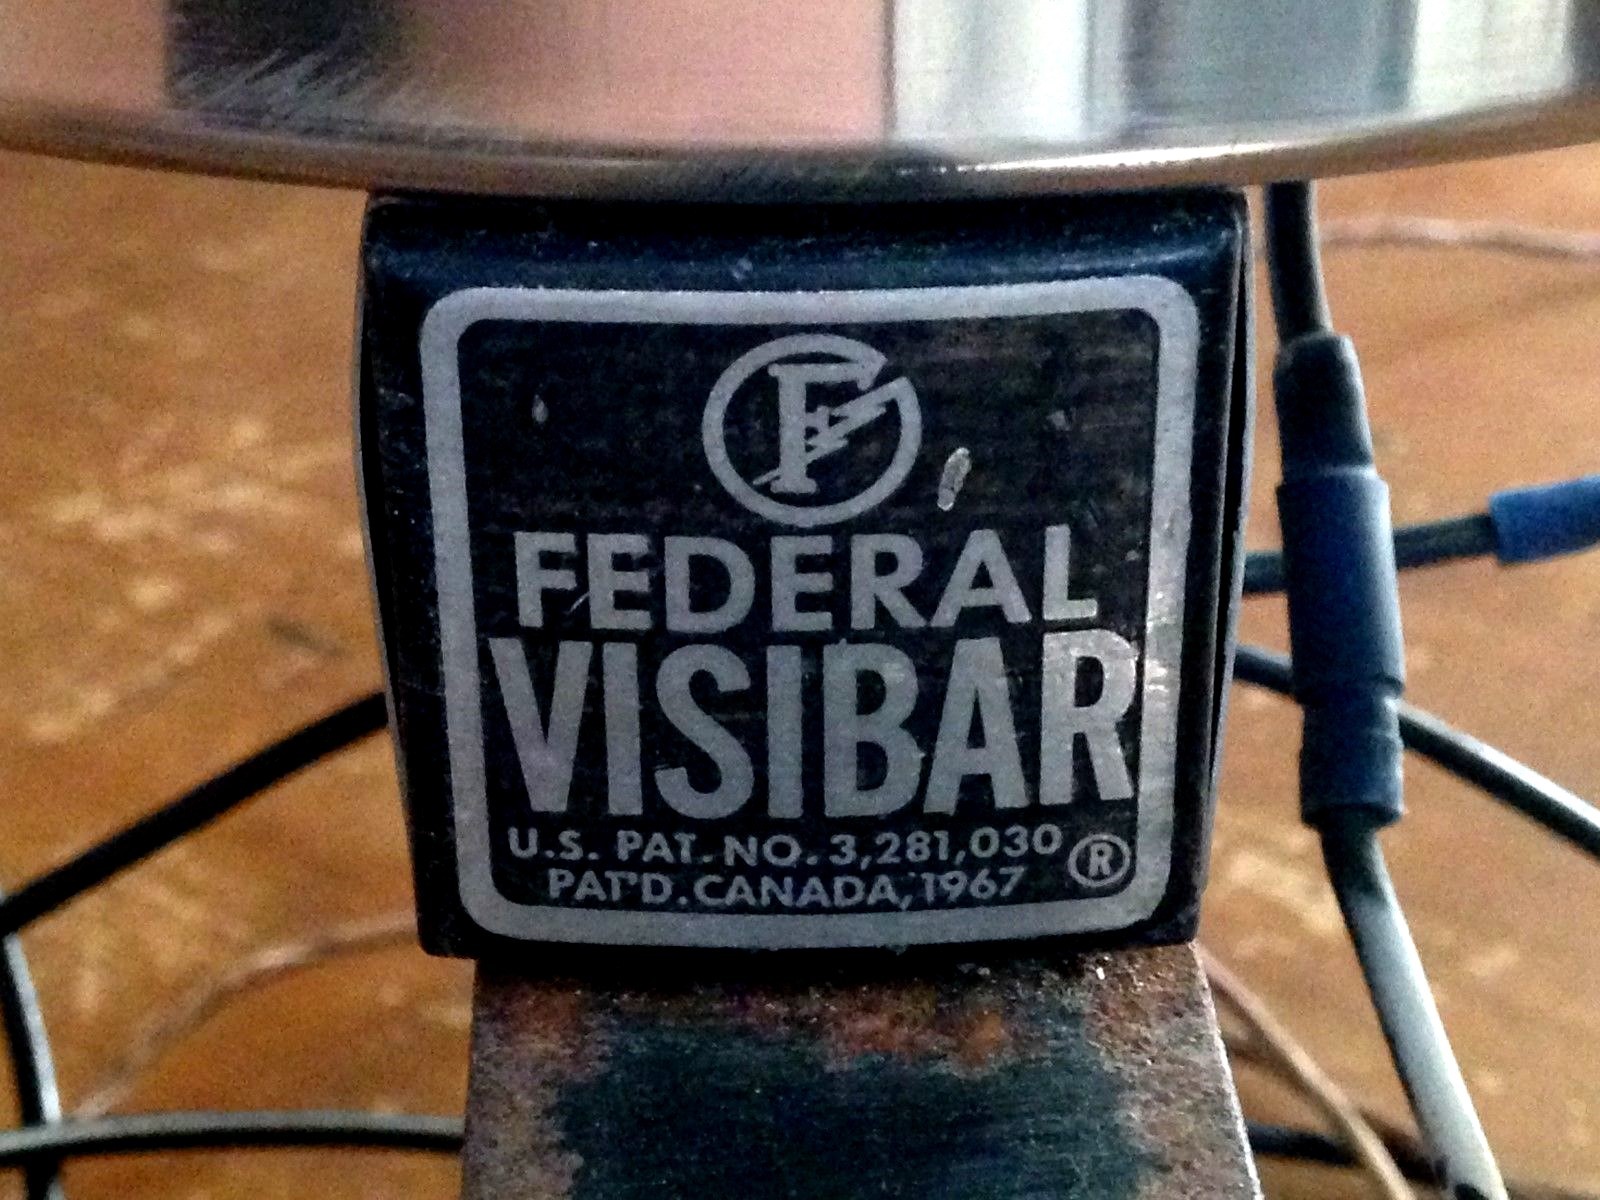 F
FEDERAL
VISIBAR
U.S. PAT. NO. 3,281,030
PAT'D. CANADA, 1967 ®